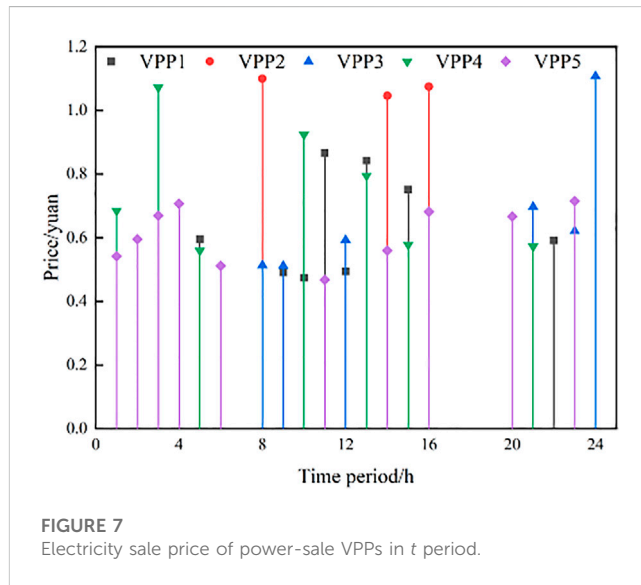 1.2
VPP1 VPP2 VPP3 VPP4 VPP5
1.0
0.8
0.6
0.4
0.2
0.0
Price/yuan
0 4 8 12 16 20 24
Time period/h
FIGURE 7
Electricity sale price of power-sale VPPs in t period.